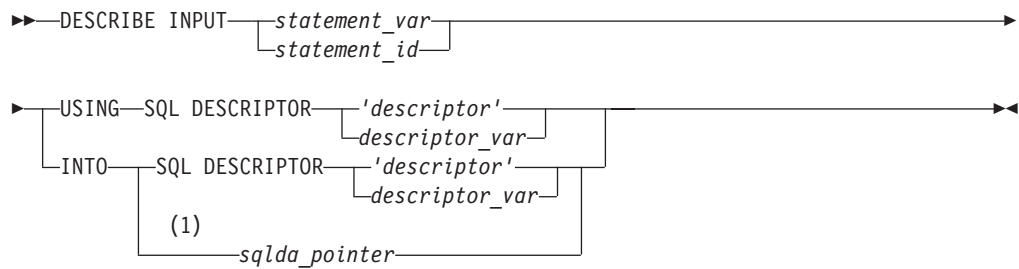 DESCRIBE INPUT statement_var
statement_id
USING SQL DESCRIPTOR 'descriptor'
descriptor_var
INTO SQL DESCRIPTOR 'descriptor'
descriptor_var
(1)
sqlda_pointer